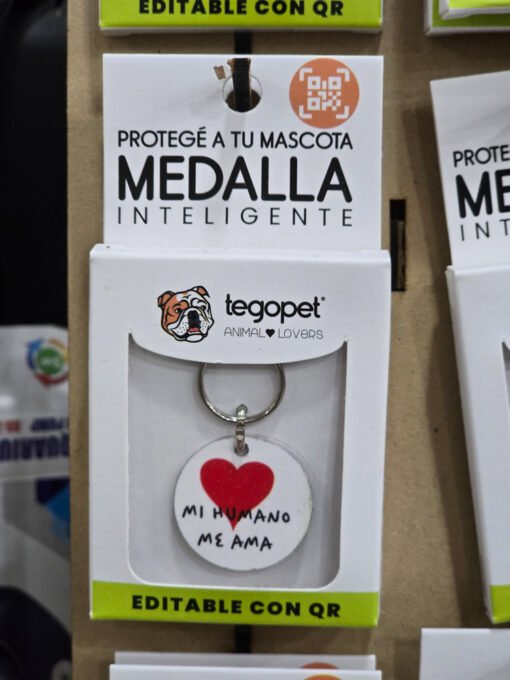 EDITABLE CON QR
PROTEGÉ A TU MASCOTA
MEDALLA
INTELIGENTE
tegopet®
ANIMAL♥LOVERS
MI HUMANO
ME AMA
EDITABLE CON QR
PROTE
ME
INT